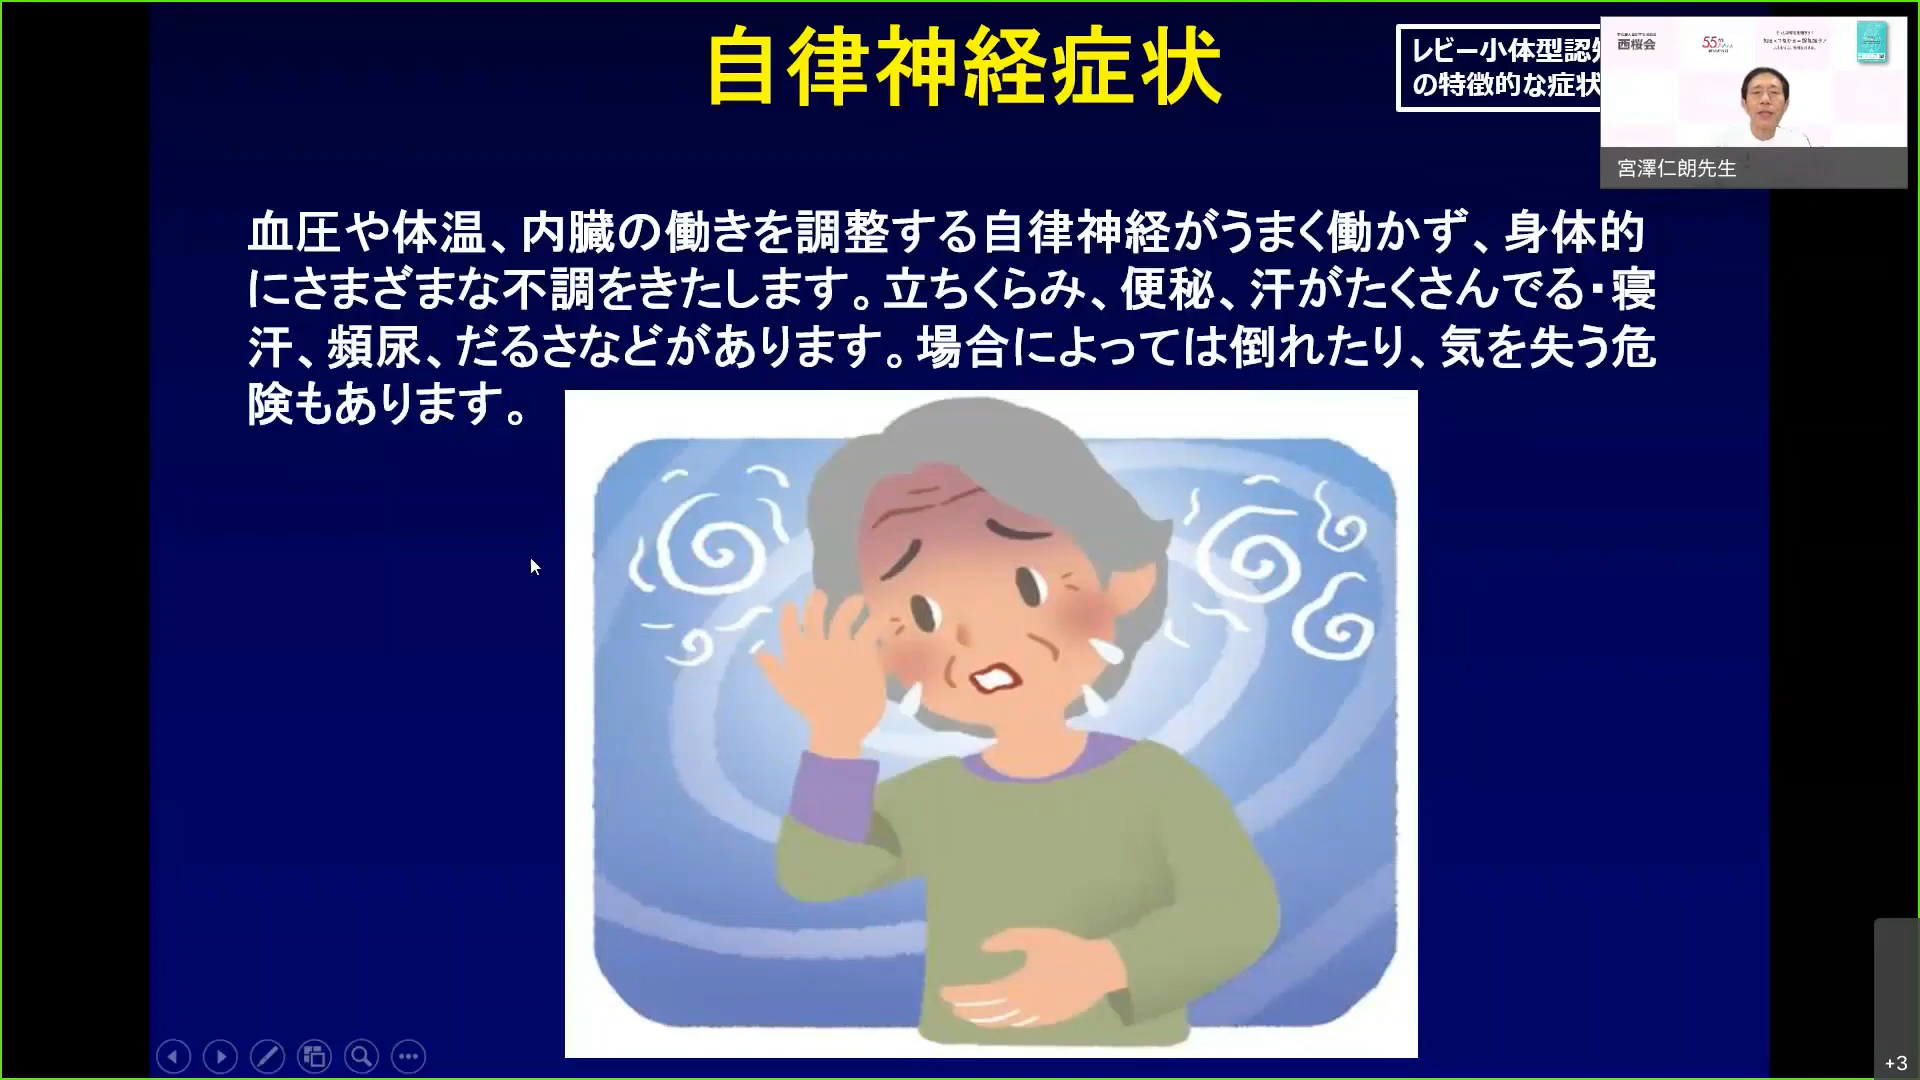 自律神経症状
レビー小体型認知
の特徴的な症状
西桜会
55
宮澤仁朗先生
血圧や体温、内臓の働きを調整する自律神経がうまく働かず、身体的
にさまざまな不調をきたします。立ちくらみ、便秘、汗がたくさんでる・寝
汗、頻尿、だるさなどがあります。場合によっては倒れたり、気を失う危
険もあります。
+3